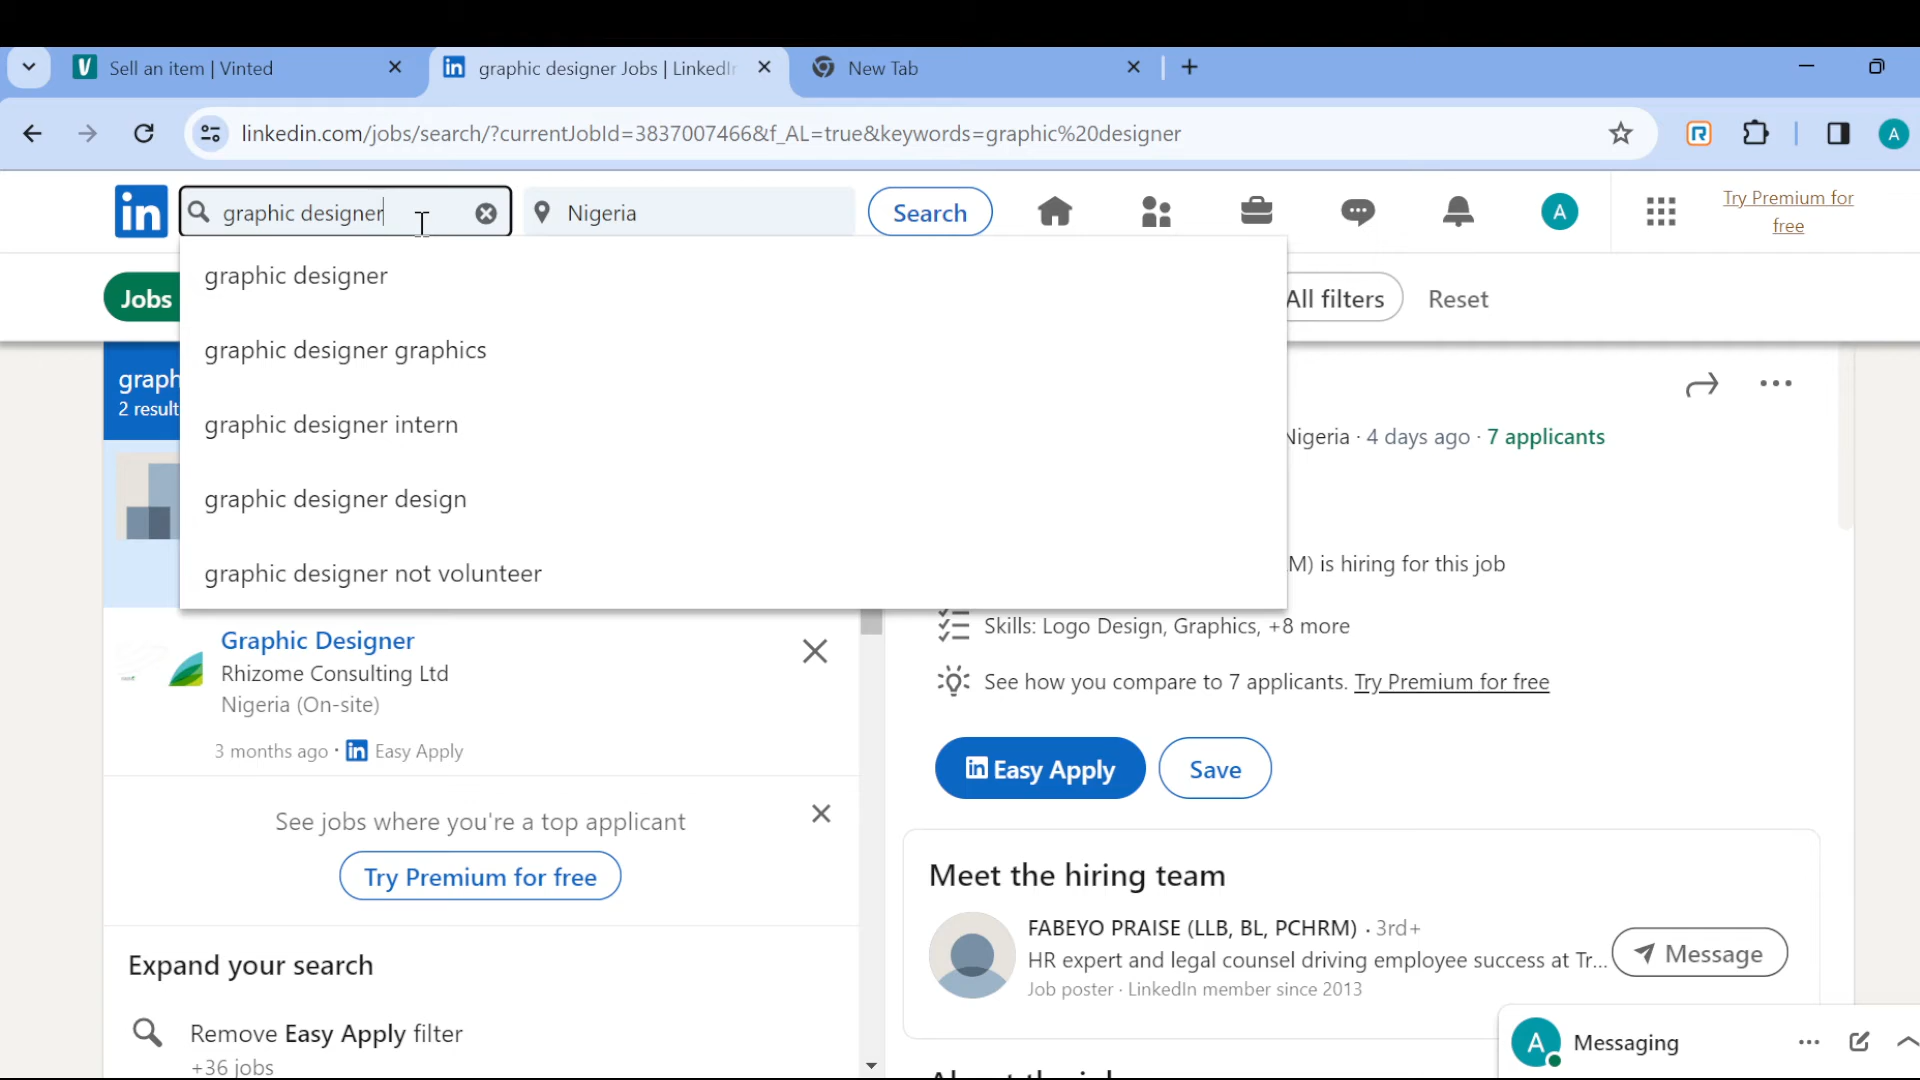 Sell an item | Vinted
graphic designer Jobs | LinkedIn
New Tab
linkedin.com/jobs/search/?currentJobId=3837007466&f_AL=true&keywords=graphic%20designer
A
in
graphic designer
Nigeria
Search
A
Try Premium for
free
Jobs
All filters
Reset
graphic designer
graphic designer graphics
graphic designer intern
graphic designer design
graphic designer not volunteer
graph
2 result
Nigeria · 4 days ago · 7 applicants
M) is hiring for this job
Skills: Logo Design, Graphics, +8 more
See how you compare to 7 applicants. Try Premium for free
Graphic Designer
Rhizome Consulting Ltd
Nigeria (On-site)
3 months ago · in Easy Apply
in Easy Apply
Save
See jobs where you're a top applicant
Try Premium for free
Meet the hiring team
FABEYO PRAISE (LLB, BL, PCHRM) · 3rd+
HR expert and legal counsel driving employee success at Tr...
Job poster · LinkedIn member since 2013
Message
Expand your search
Remove Easy Apply filter
+36 jobs
A
Messaging